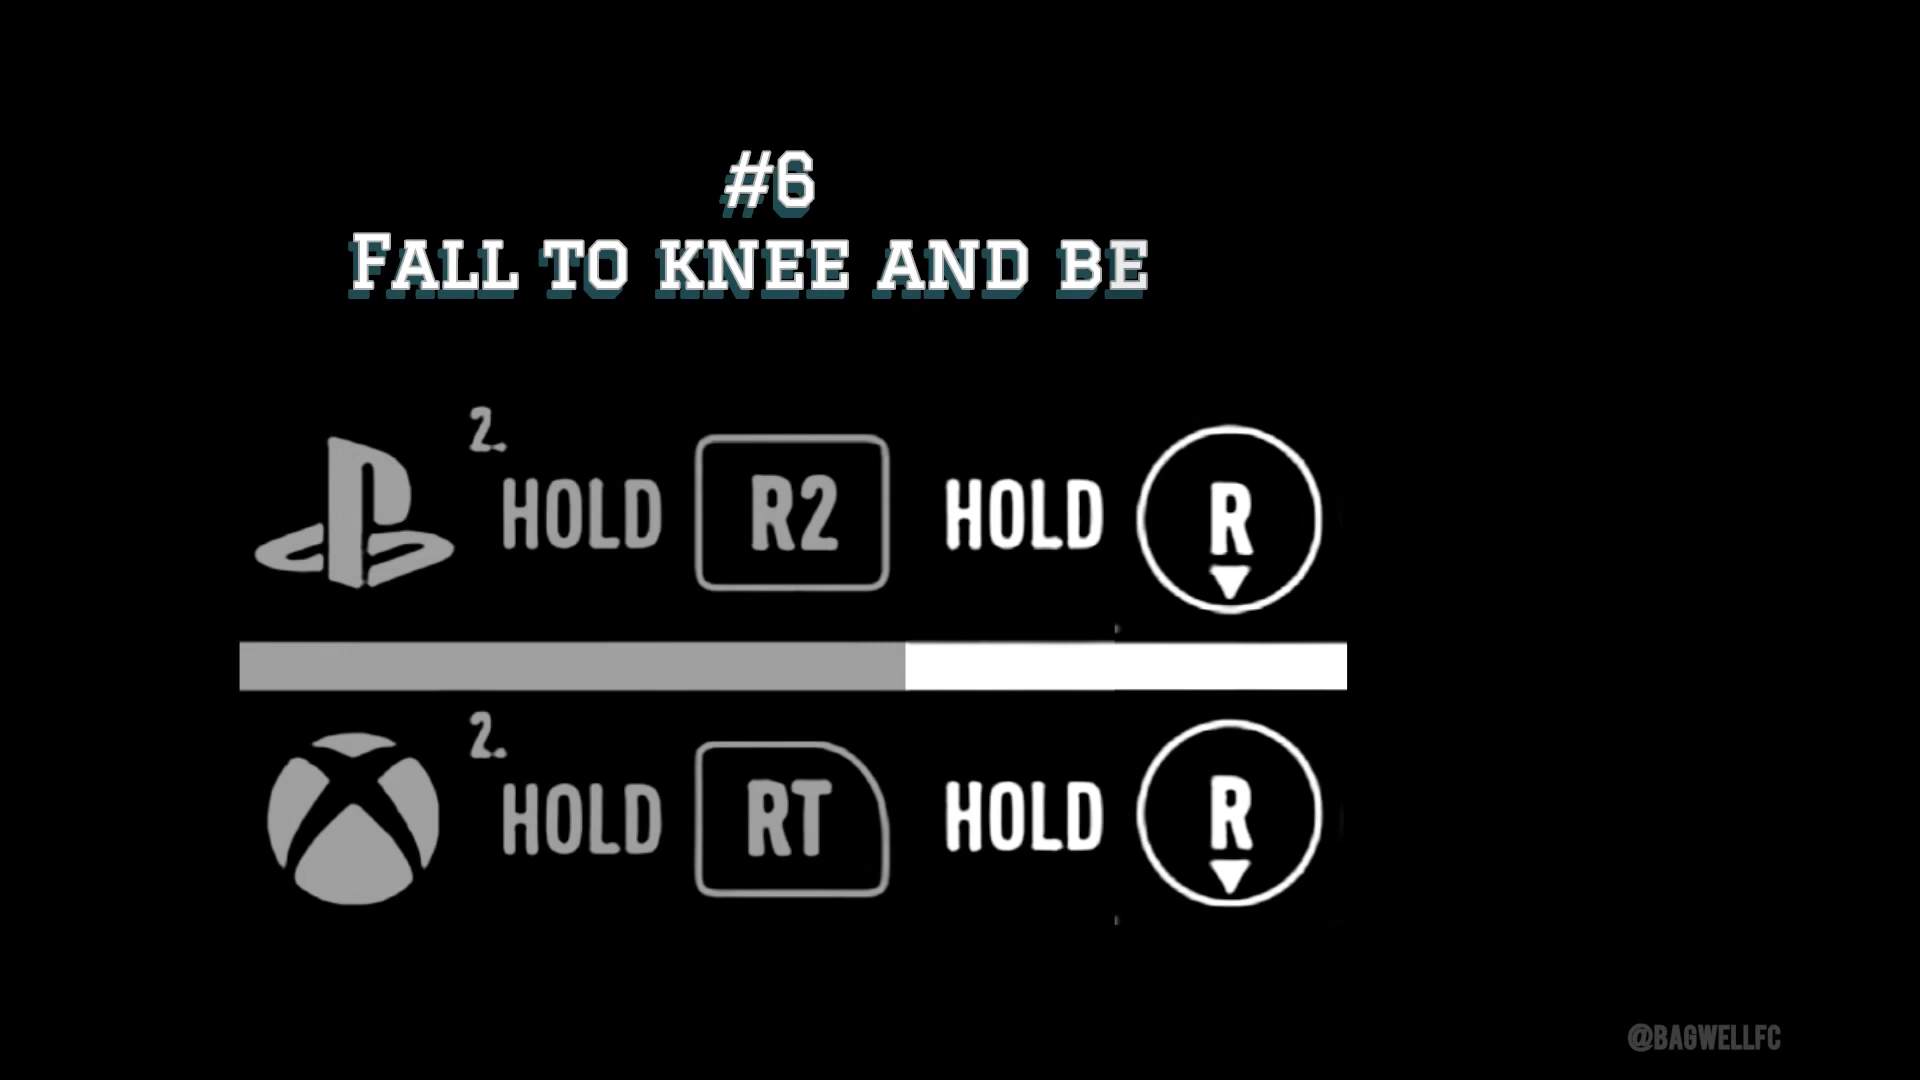 #6
FALL TO KNEE AND BE
2.
HOLD R2 HOLD R
2.
HOLD RT HOLD R
@BAGWELLFC